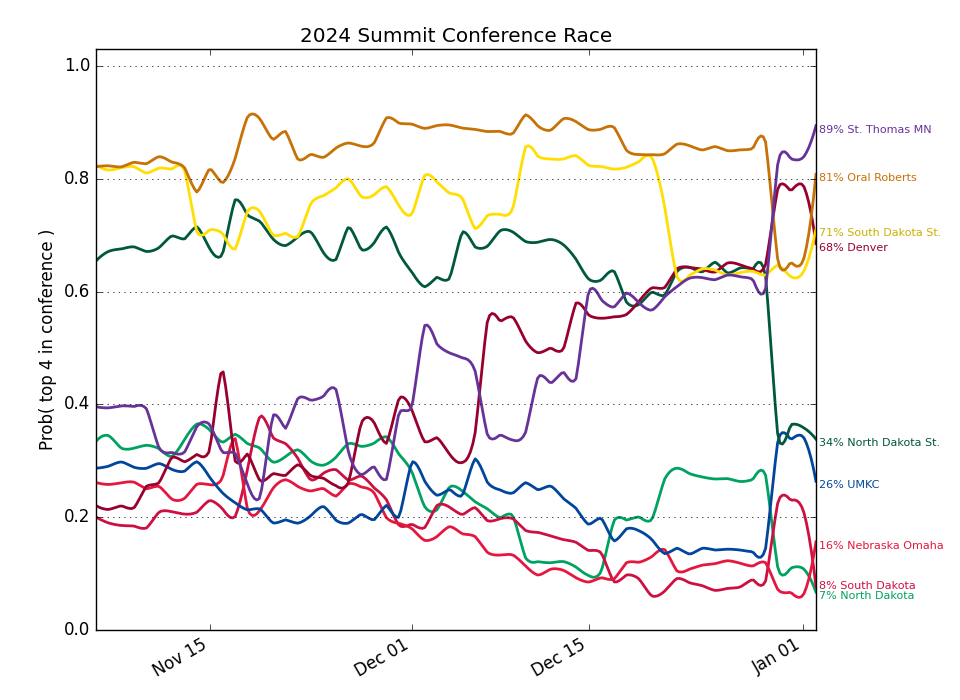 2024 Summit Conference Race
Prob( top 4 in conference )
1.0
0.8
0.6
0.4
0.2
0.0
Nov 15
Dec 01
Dec 15
Jan 01
89% St. Thomas MN
81% Oral Roberts
71% South Dakota St.
68% Denver
34% North Dakota St.
26% UMKC
16% Nebraska Omaha
8% South Dakota
7% North Dakota